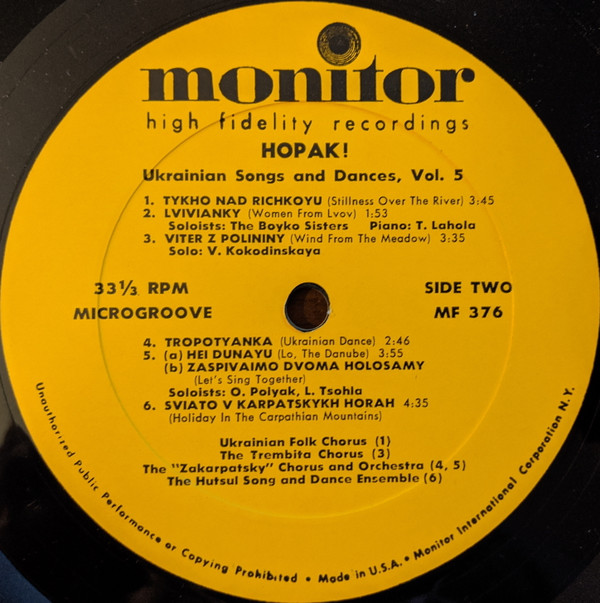 monitor
high fidelity recordings
HOPAK!
Ukrainian Songs and Dances, Vol. 5
1. TYKHO NAD RICHKOYU (Stillness Over The River) 3:45
2. LVIVIANKY (Women From Lvov) 1:53
Soloists: The Boyko Sisters Piano: T. Lahola
3. VITER Z POLININY (Wind From The Meadow) 3:35
Solo: V. Kokodinskaya
33⅓ RPM SIDE TWO
MICROGROOVE MF 376
4. TROPOTYANKA (Ukrainian Dance) 2:46
5. (a) HEI DUNAYU (Lo, The Danube) 3:55
(b) ZASPIVAIMO DVOMA HOLOSAMY
(Let's Sing Together)
Soloists: O. Polyak, L. Tsohla
6. SVIATO V KARPATSKYKH HORAH 4:35
(Holiday In The Carpathian Mountains)
Ukrainian Folk Chorus (1)
The Trembita Chorus (3)
The "Zakarpatsky" Chorus and Orchestra (4, 5)
The Hutsul Song and Dance Ensemble (6)
Unauthorized Public Performance or Copying Prohibited • Made in U.S.A. • Monitor International Corporation N.Y.